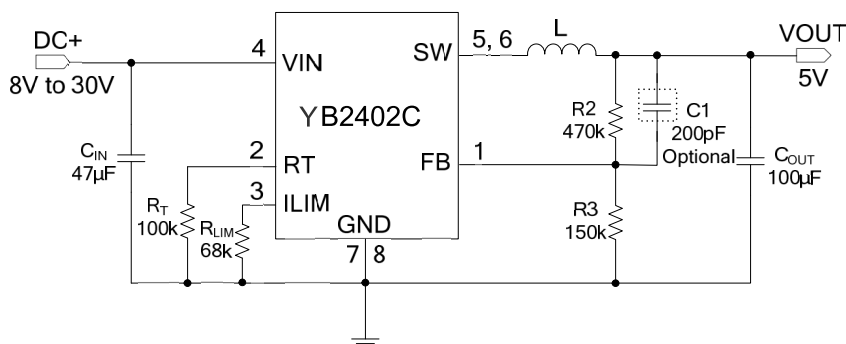 DC+
8V to 30V
4
VIN
SW
5, 6
L
VOUT
5V
YB2402C
R2
470k
C1
200pF
Optional
CIN
47µF
2
RT
FB
1
COUT
100µF
3
ILIM
RT
100k
RLIM
68k
GND
7
8
R3
150k